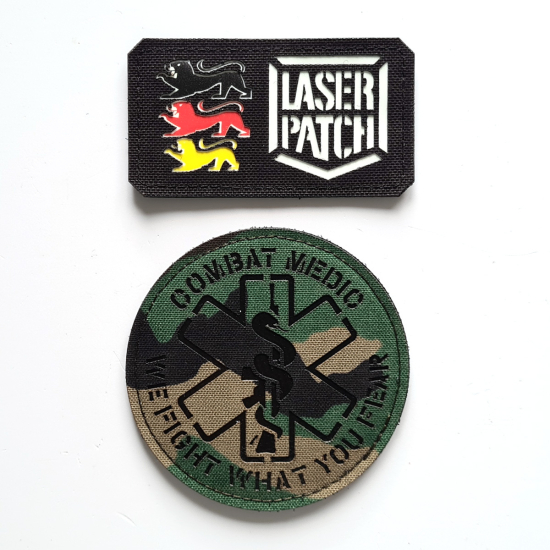 LASER
PATCH
COMBAT MEDIC
WE FIGHT WHAT YOU FEAR